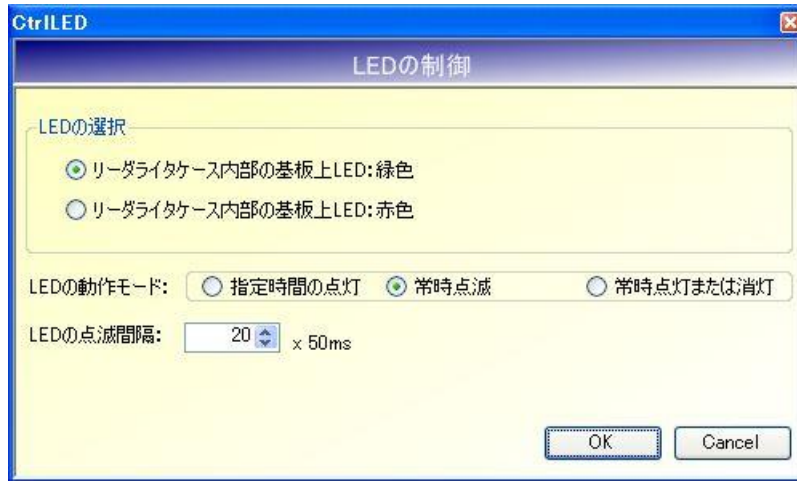 CtrlLED
LEDの制御
LEDの選択
リーダライタケース内部の基板上LED:緑色
リーダライタケース内部の基板上LED:赤色
LEDの動作モード: 指定時間の点灯 常時点滅 常時点灯または消灯
LEDの点滅間隔: 20 x 50ms
OK Cancel